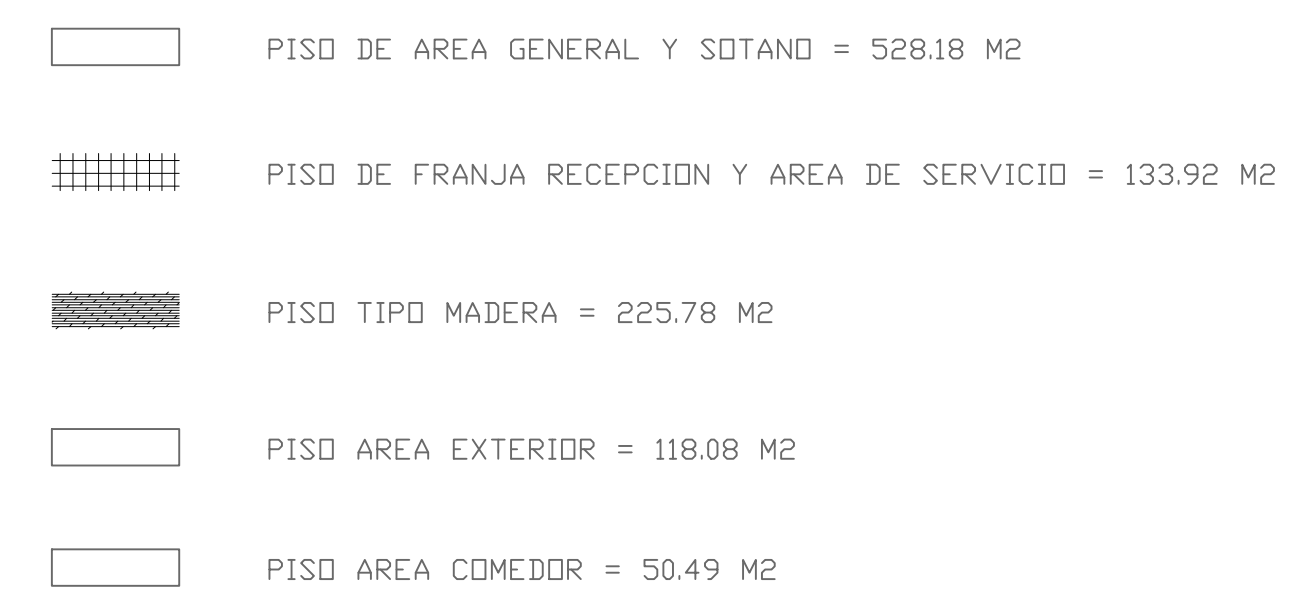 PISO DE AREA GENERAL Y SOTANO = 528.18 M2
PISO DE FRANJA RECEPCION Y AREA DE SERVICIO = 133.92 M2
PISO TIPO MADERA = 225.78 M2
PISO AREA EXTERIOR = 118.08 M2
PISO AREA COMEDOR = 50.49 M2